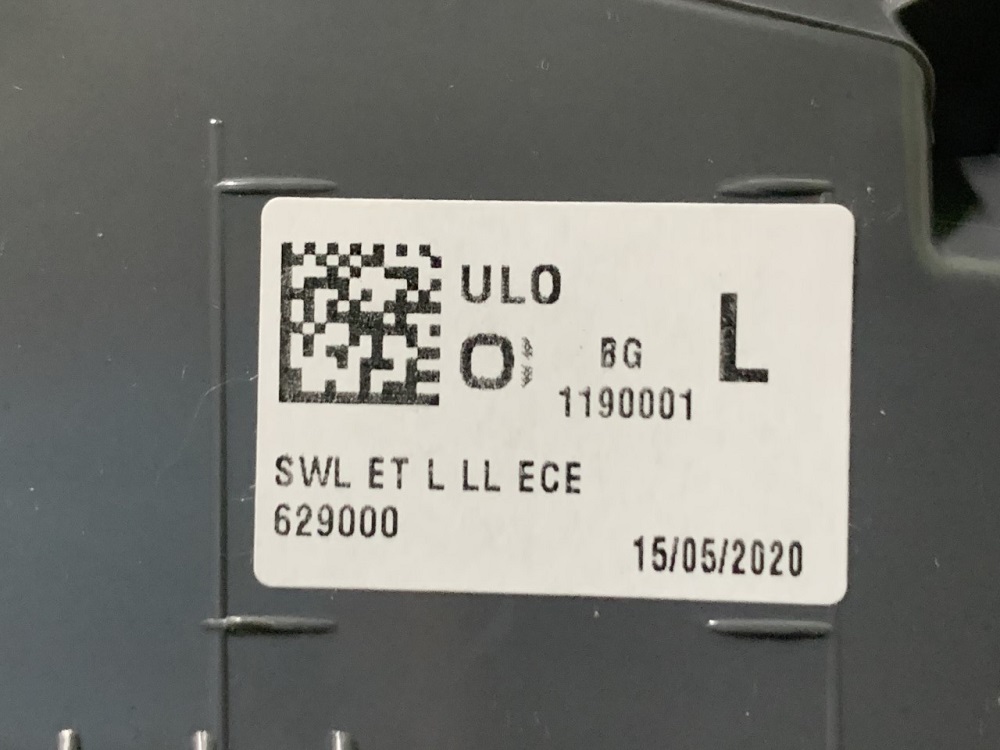 ULO
O BG L
1190001
SWL ET L LL ECE
629000
15/05/2020